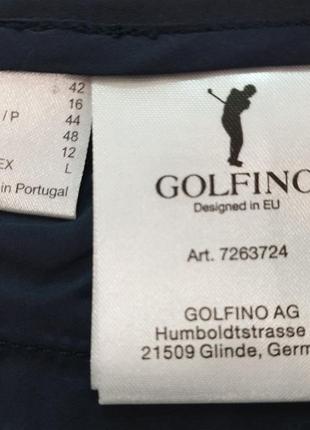 42
16
/ P 44
48
EX 12
L
in Portugal
GOLFINO
Designed in EU
Art. 7263724
GOLFINO AG
Humboldtstrasse
21509 Glinde, Germ